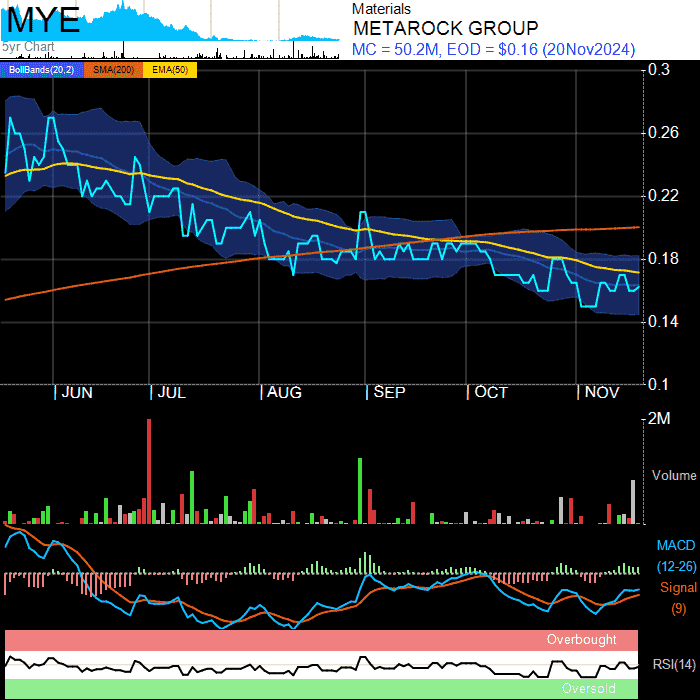 MYE
5yr Chart
Materials
METAROCK GROUP
MC = 50.2M, EOD = $0.16 (20Nov2024)
BollBands(20,2) SMA(200) EMA(50)
0.3
0.26
0.22
0.18
0.14
0.1
JUN JUL AUG SEP OCT NOV
2M
Volume
MACD
(12-26)
Signal
(9)
Overbought
RSI(14)
Oversold